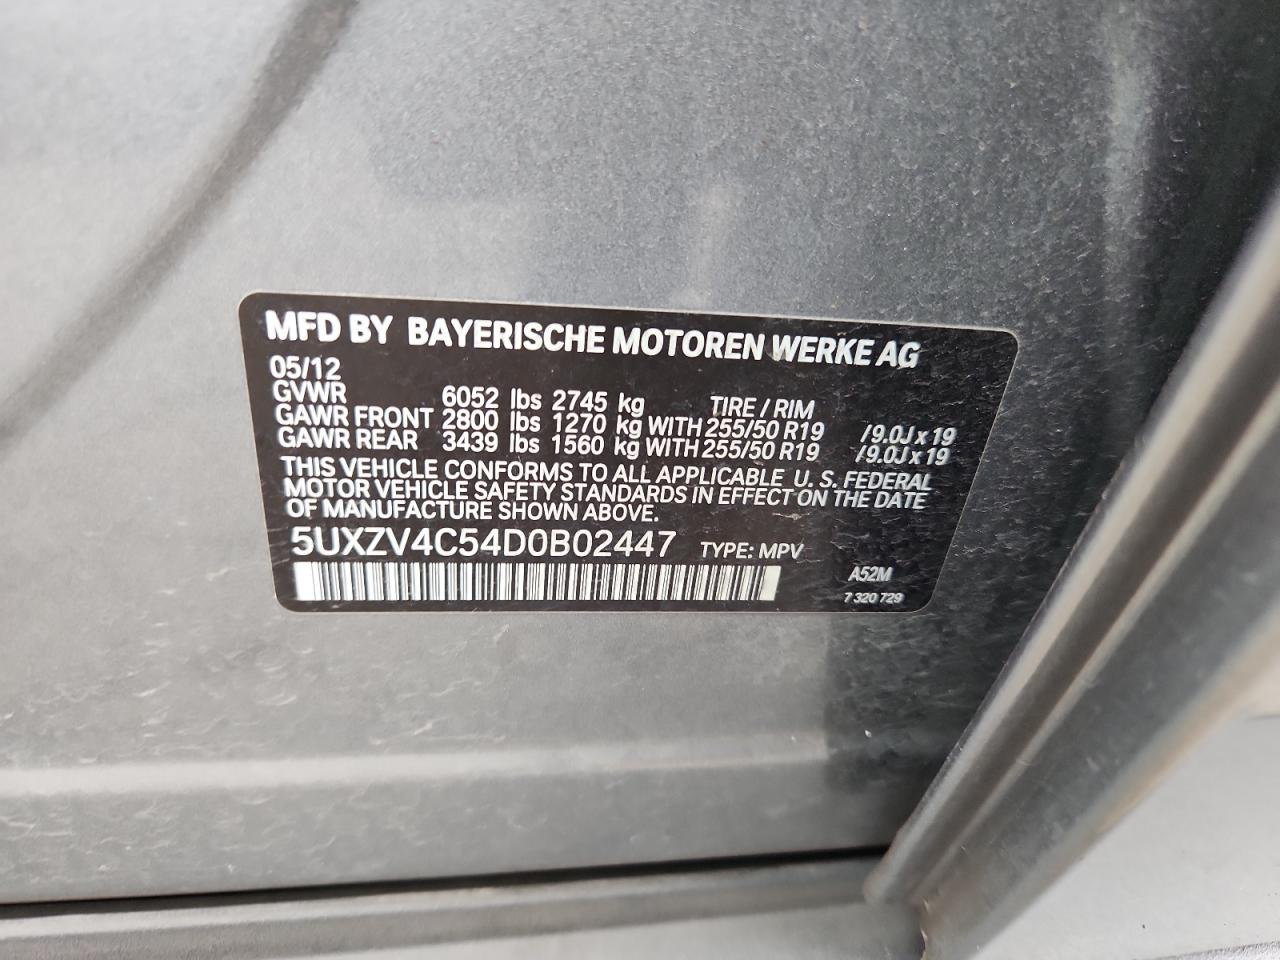 MFD BY BAYERISCHE MOTOREN WERKE AG
05/12
GVWR 6052 lbs 2745 kg TIRE / RIM
GAWR FRONT 2800 lbs 1270 kg WITH 255/50 R19 /9.0J x 19
GAWR REAR 3439 lbs 1560 kg WITH 255/50 R19 /9.0J x 19
THIS VEHICLE CONFORMS TO ALL APPLICABLE U. S. FEDERAL
MOTOR VEHICLE SAFETY STANDARDS IN EFFECT ON THE DATE
OF MANUFACTURE SHOWN ABOVE.
5UXZV4C54D0B02447 TYPE: MPV
A52M
7 320 729